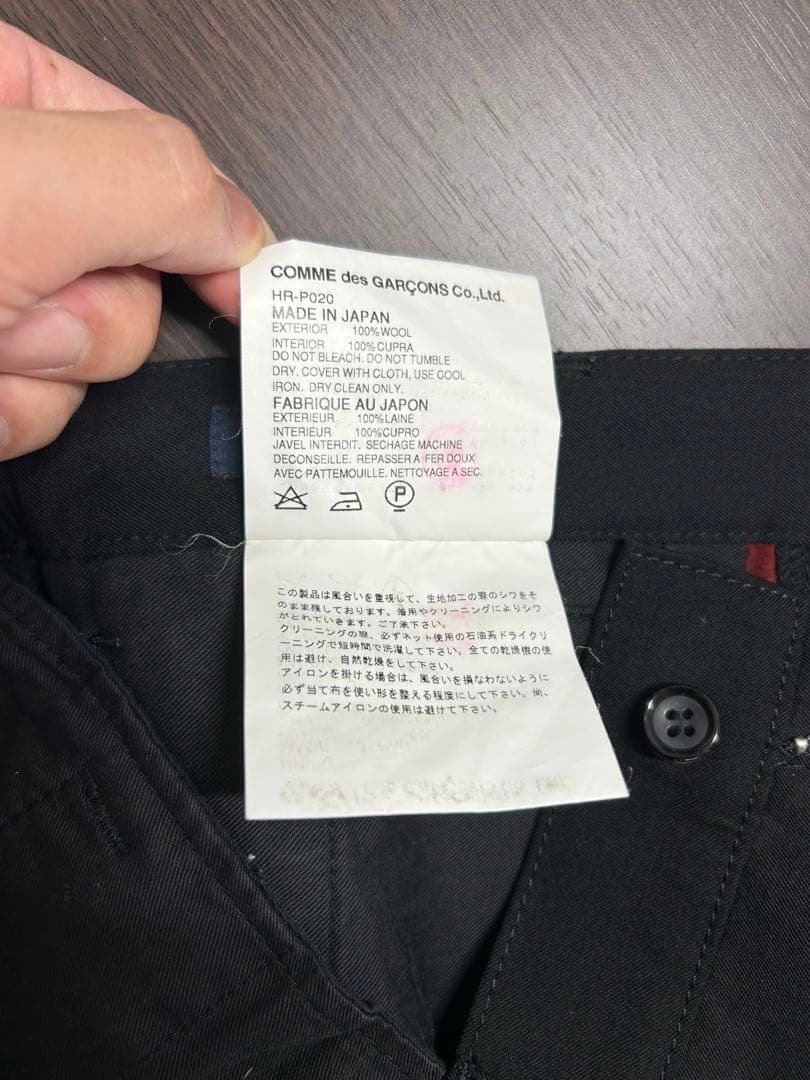 COMME des GARÇONS Co.,Ltd.
HR-P020
MADE IN JAPAN
EXTERIOR 100%WOOL
INTERIOR 100%CUPRA
DO NOT BLEACH. DO NOT TUMBLE
DRY. COVER WITH CLOTH, USE COOL
IRON. DRY CLEAN ONLY.
FABRIQUE AU JAPON
EXTERIEUR 100%LAINE
INTERIEUR 100%CUPRO
JAVEL INTERDIT. SECHAGE MACHINE
DECONSEILLE. REPASSER A FER DOUX
AVEC PATTEMOUILLE. NETTOYAGE A SEC.
P
この製品は風合いを重視して、生地加工の際のシワをそ
のまま残しております。着用やクリーニングによりシワ
がとれていきます。ご了承下さい。
クリーニングの際、必ずネット使用の石油系ドライクリ
ーニングで短時間で洗濯して下さい。全ての乾燥機の使
用は避け、自然乾燥をして下さい。
アイロンを掛ける場合は、風合いを損なわないように
必ず当て布を使い形を整える程度にして下さい。尚、
スチームアイロンの使用は避けて下さい。